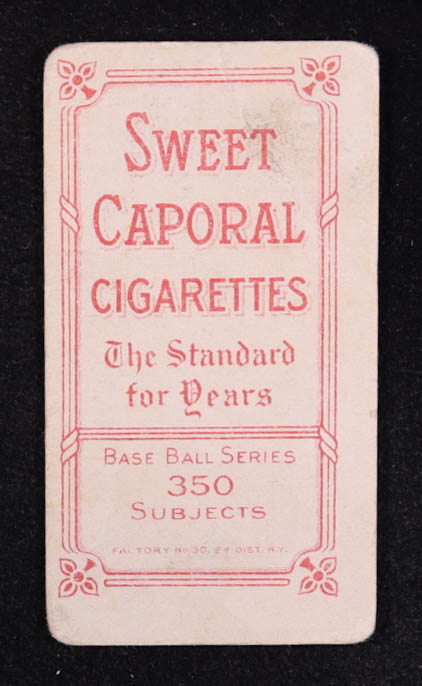 SWEET
CAPORAL
CIGARETTES
The Standard
for Years
BASE BALL SERIES
350
SUBJECTS
FACTORY No 30, 2d DIST. N.Y.